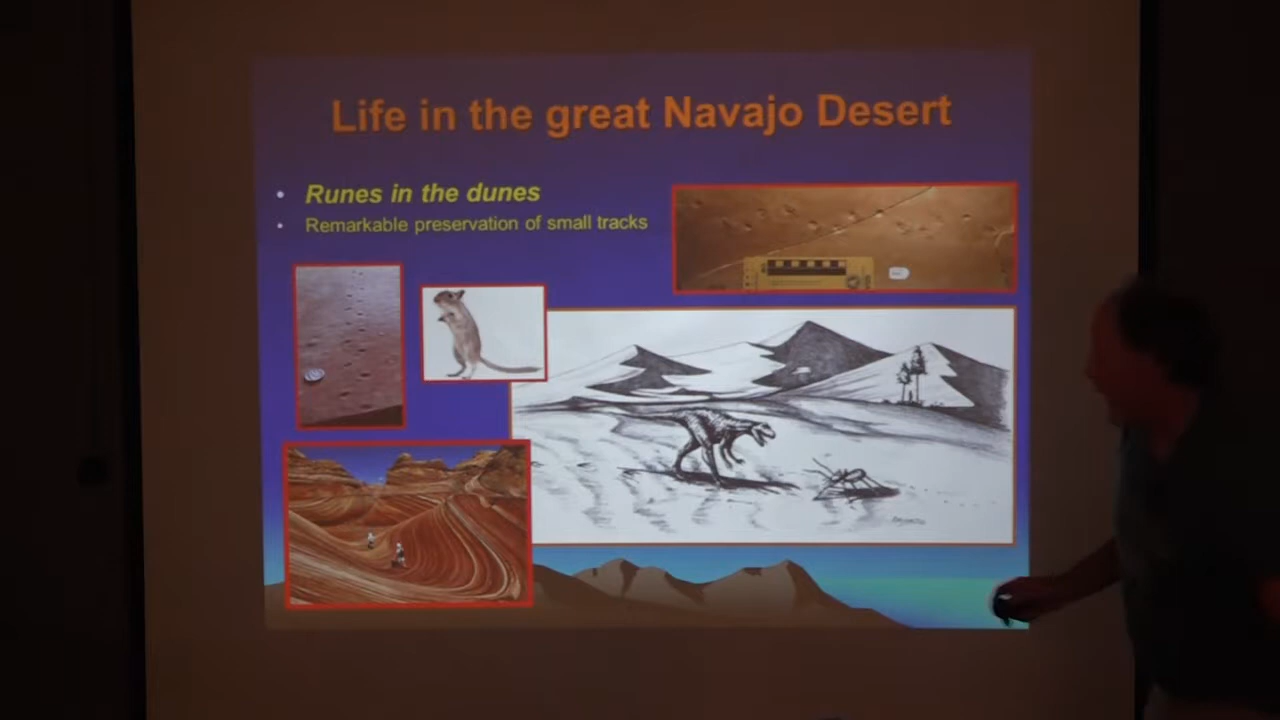 Life in the great Navajo Desert
• Runes in the dunes
• Remarkable preservation of small tracks